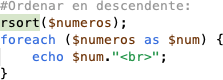 #Ordenar en descendente:
rsort($numeros);
foreach ($numeros as $num) {
    echo $num."<br>";
}